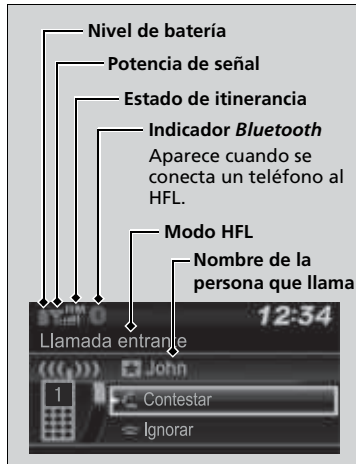 Nivel de batería
Potencia de señal
Estado de itinerancia
Indicador Bluetooth
Aparece cuando se
conecta un teléfono al
HFL.
Modo HFL
Nombre de la
persona que llama
12:34
Llamada entrante
John
1
Contestar
Ignorar